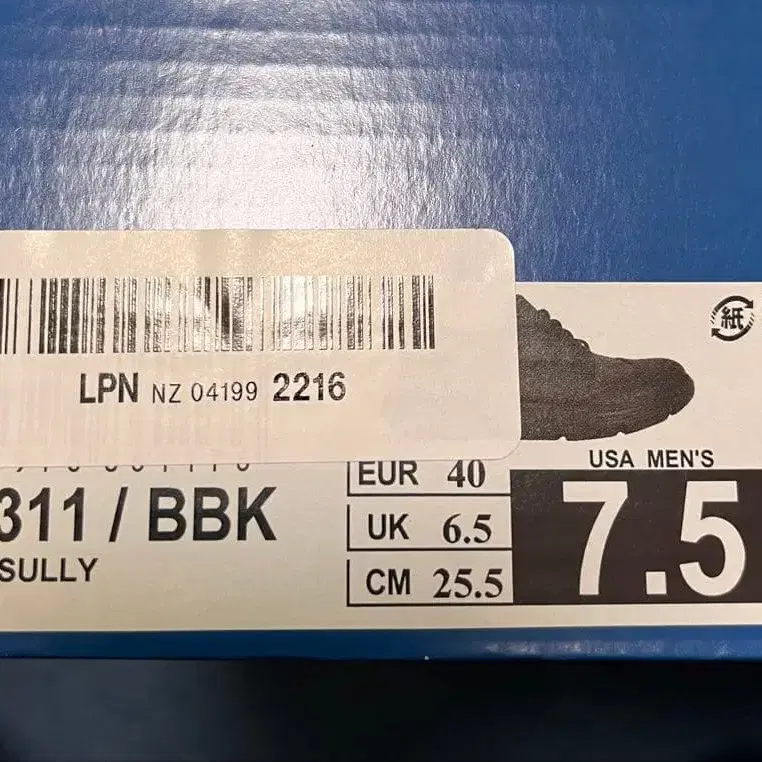 LPN NZ 04199 2216
紙
USA MEN'S
7.5
EUR 40
UK 6.5
CM 25.5
311 / BBK
SULLY